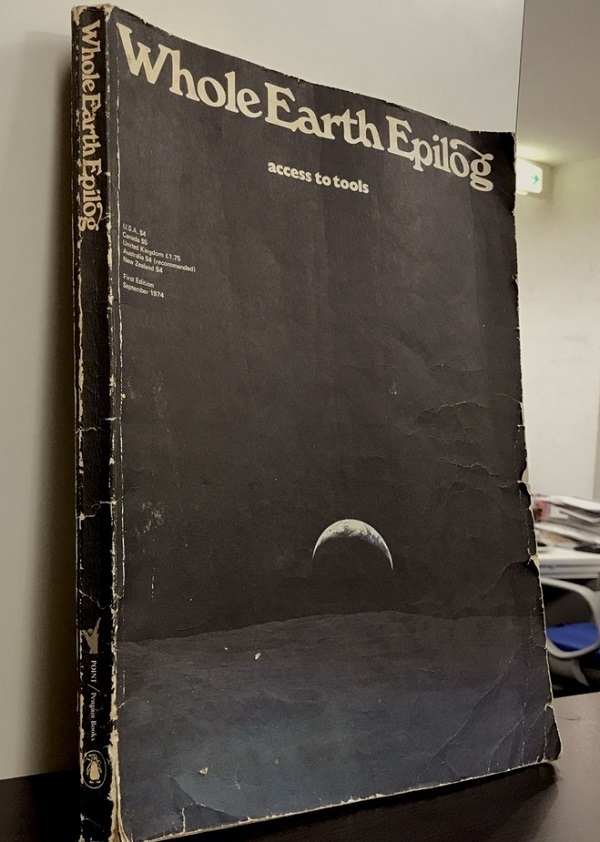 Whole Earth Epilog
access to tools
U.S.A. $4
Canada $5
United Kingdom £1.75
Australia $4 (recommended)
New Zealand $4
First Edition
September 1974
Whole Earth Epilog
POINT / Penguin Books